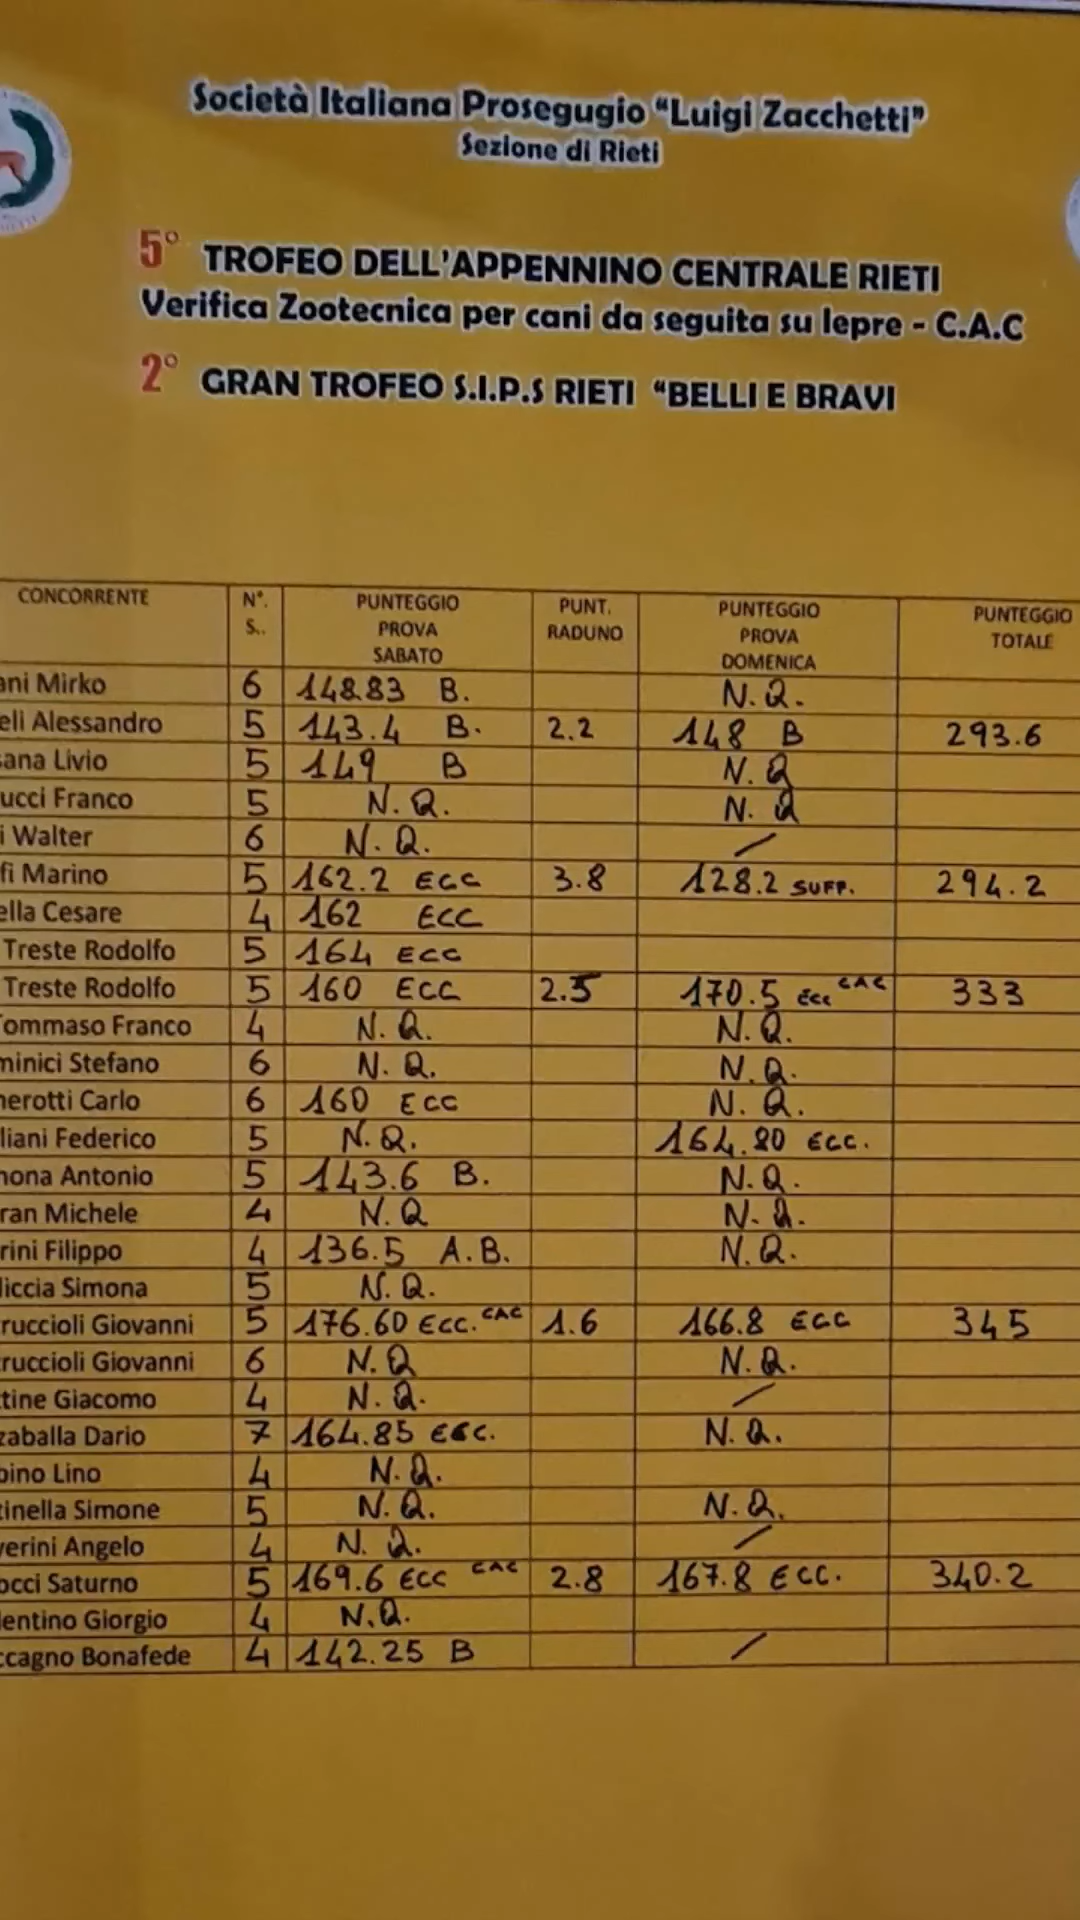 Società Italiana Prosegugio "Luigi Zacchetti"
Sezione di Rieti
5° TROFEO DELL'APPENNINO CENTRALE RIETI
Verifica Zootecnica per cani da seguita su lepre - C.A.C
2° GRAN TROFEO S.I.P.S RIETI "BELLI E BRAVI
CONCORRENTE N°. S.. PUNTEGGIO PROVA SABATO PUNT. RADUNO PUNTEGGIO PROVA DOMENICA PUNTEGGIO TOTALE
ani Mirko 6 148.83 B. N.Q.
eli Alessandro 5 143.4 B. 2.2 148 B 293.6
sana Livio 5 149 B N.Q
ucci Franco 5 N.Q. N.Q
i Walter 6 N.Q. /
fi Marino 5 162.2 ECC 3.8 128.2 SUFF. 294.2
ella Cesare 4 162 ECC
Treste Rodolfo 5 164 ECC
Treste Rodolfo 5 160 ECC 2.5 170.5 Ecc CAC 333
ommaso Franco 4 N.Q. N.Q.
minici Stefano 6 N.Q. N.Q.
nerotti Carlo 6 160 ECC N.Q.
liani Federico 5 N.Q. 164.80 ECC.
mona Antonio 5 143.6 B. N.Q.
ran Michele 4 N.Q N.Q.
rini Filippo 4 136.5 A.B. N.Q.
liccia Simona 5 N.Q.
ruccioli Giovanni 5 176.60 ECC. CAC 1.6 166.8 ECC 345
ruccioli Giovanni 6 N.Q N.Q.
tine Giacomo 4 N.Q. /
zaballa Dario 7 164.85 ECC. N.Q.
bino Lino 4 N.Q.
tinella Simone 5 N.Q. N.Q.
verini Angelo 4 N.Q. /
occi Saturno 5 169.6 ECC CAC 2.8 167.8 ECC. 340.2
lentino Giorgio 4 N.Q.
ccagno Bonafede 4 142.25 B /